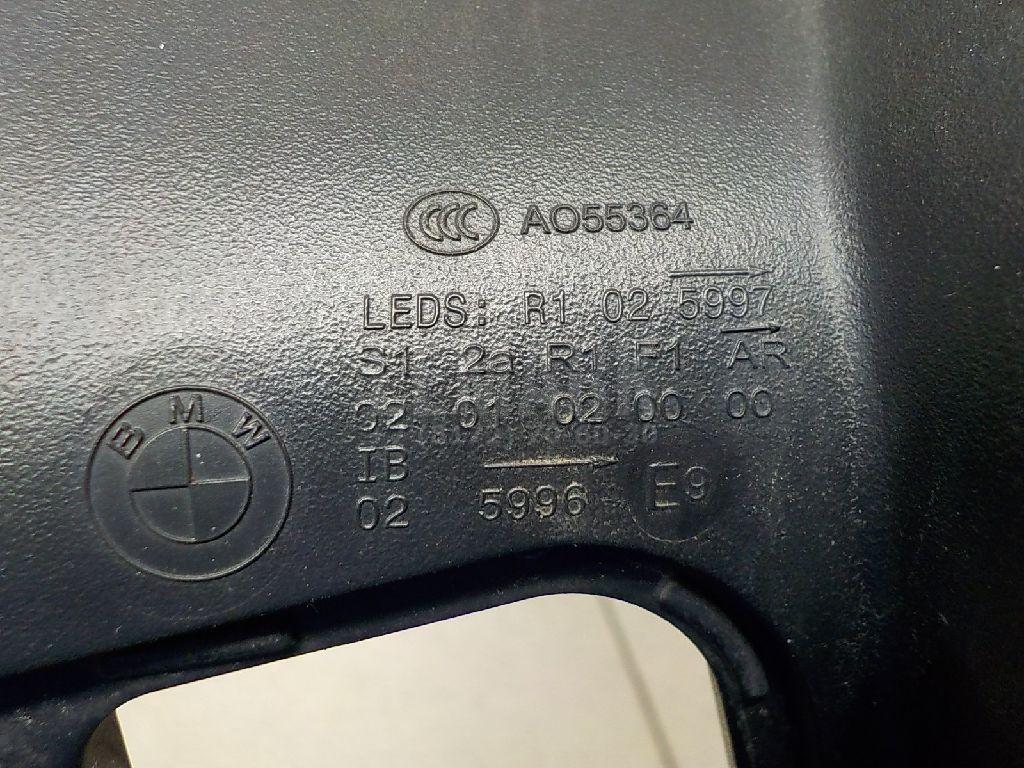 CCC AO55364
LEDS: R1 02 5997
S1 2a R1 F1 AR
02 01 02 00 00
IB
02 5996 E9
BMW